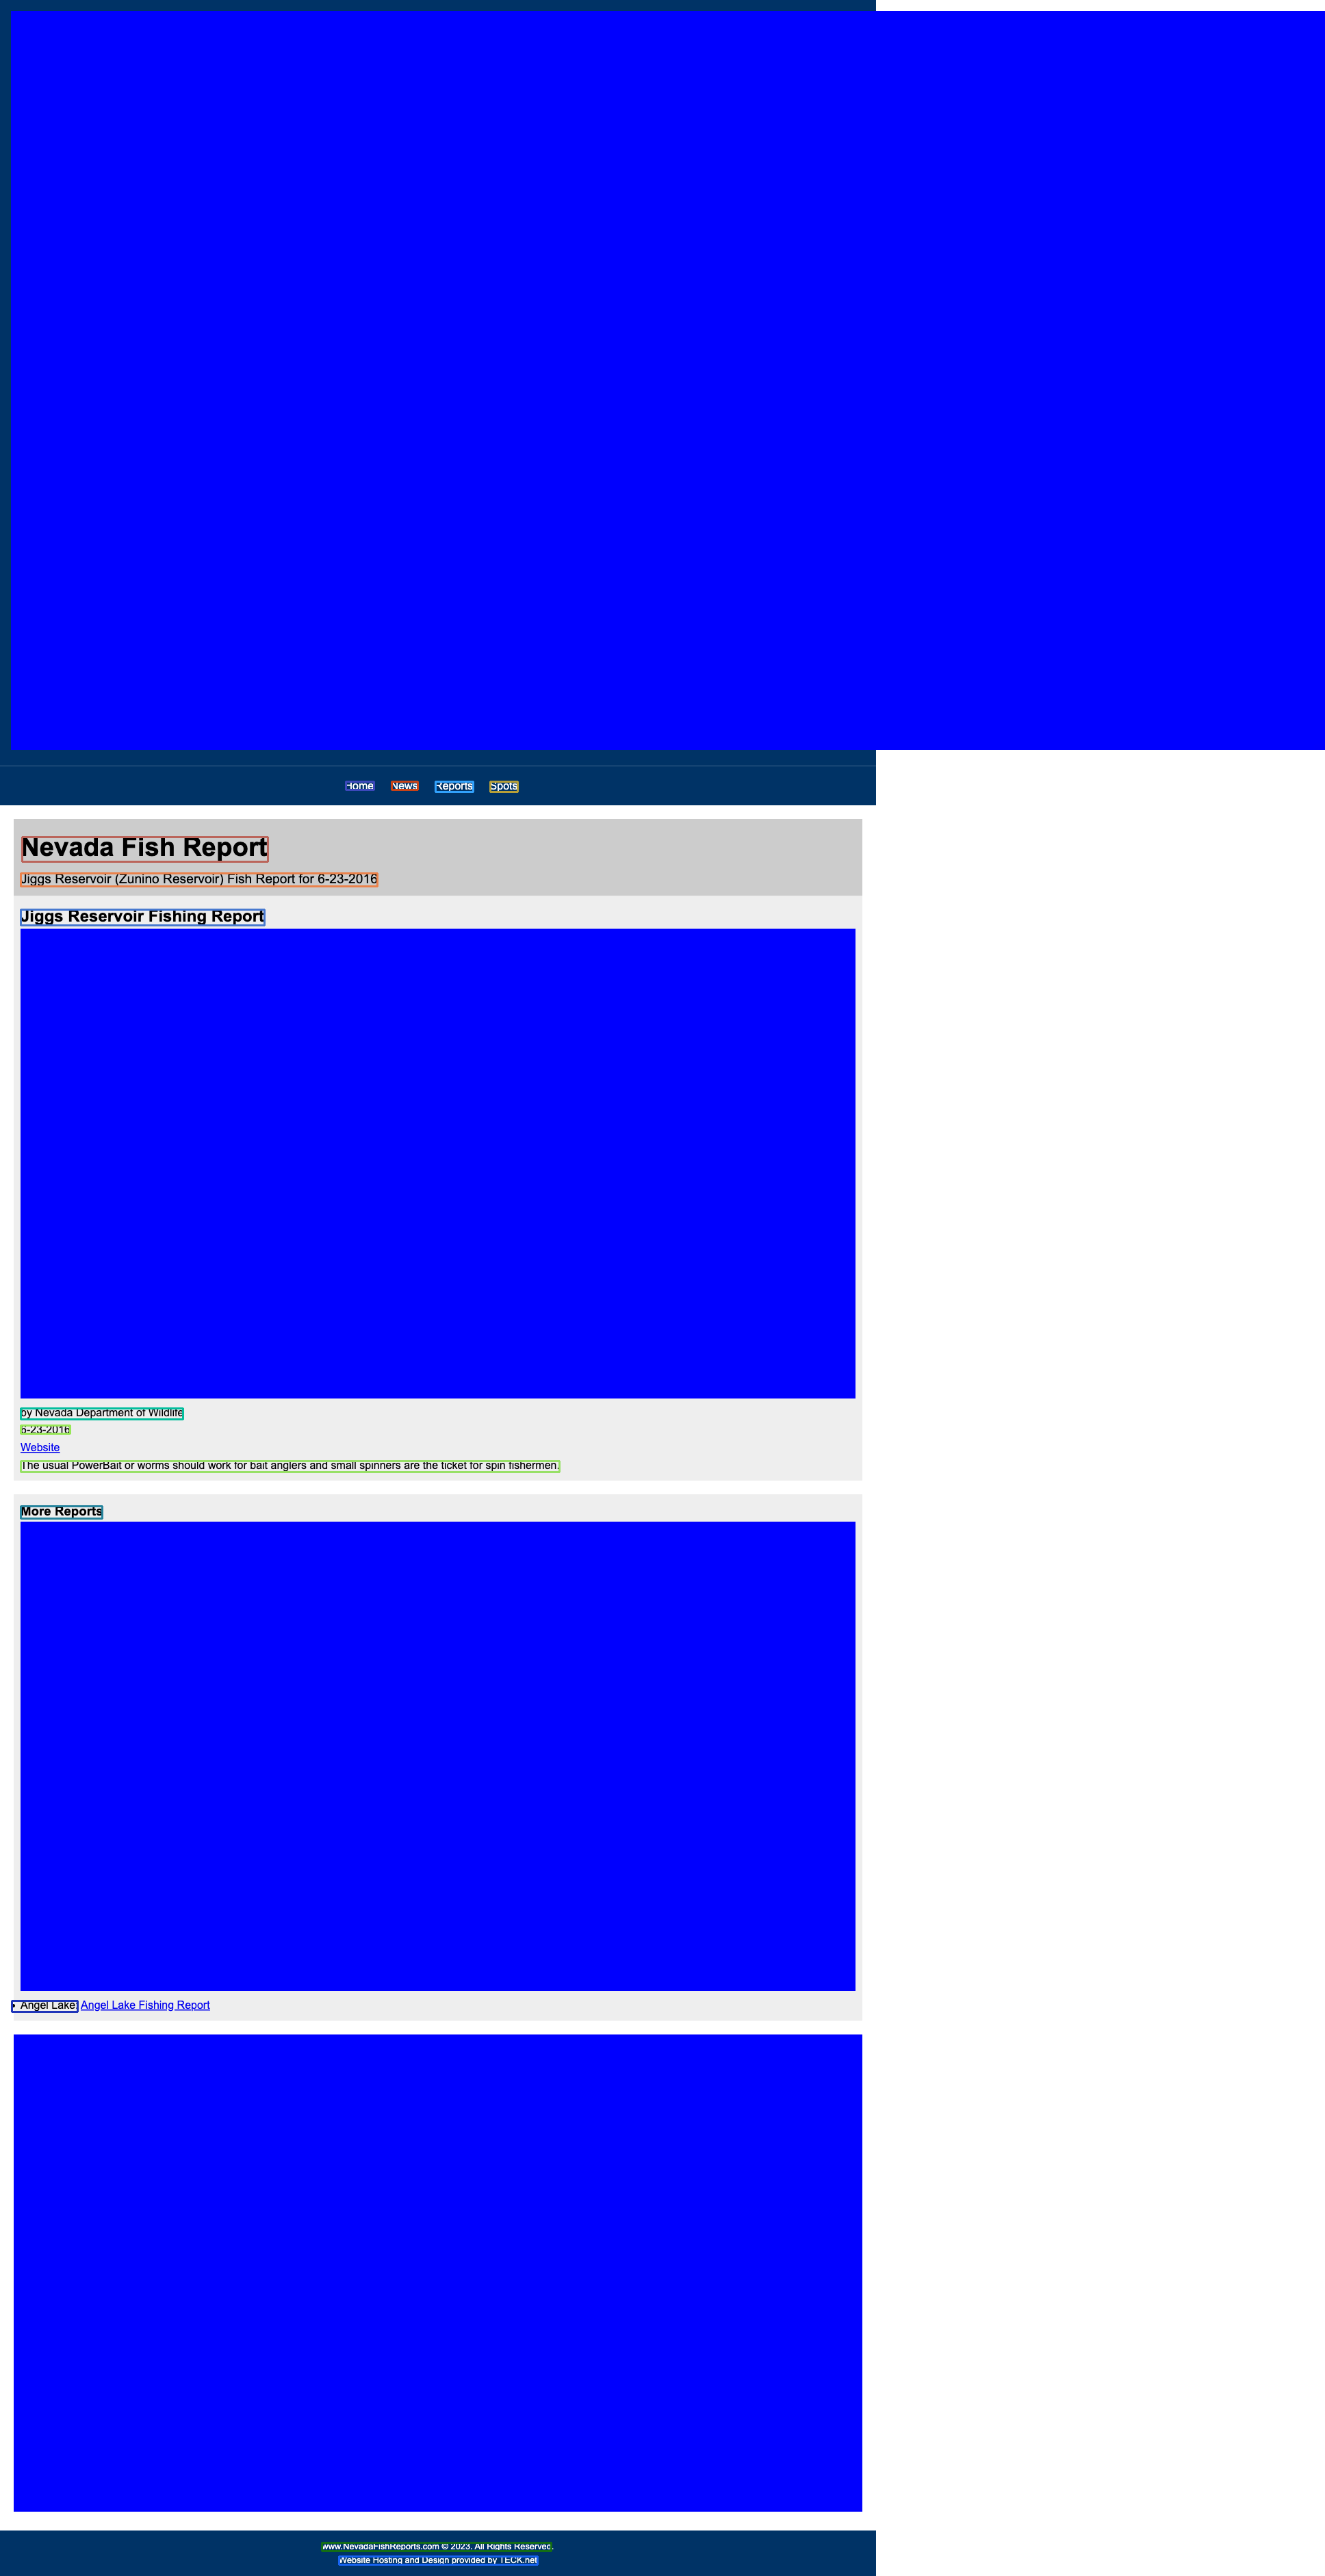 Home News Reports Spots
Nevada Fish Report
Jiggs Reservoir (Zunino Reservoir) Fish Report for 6-23-2016
Jiggs Reservoir Fishing Report
by Nevada Department of Wildlife
6-23-2016
Website
The usual PowerBait or worms should work for bait anglers and small spinners are the ticket for spin fishermen.
More Reports
• Angel Lake: Angel Lake Fishing Report
www.NevadaFishReports.com © 2023. All Rights Reserved.
Website Hosting and Design provided by TECK.net